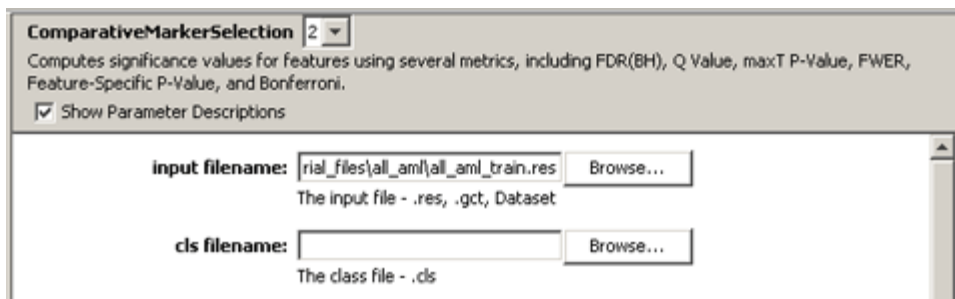 ComparativeMarkerSelection 2
Computes significance values for features using several metrics, including FDR(BH), Q Value, maxT P-Value, FWER,
Feature-Specific P-Value, and Bonferroni.
Show Parameter Descriptions
input filename: rial_files\all_aml\all_aml_train.res Browse...
The input file - .res, .gct, Dataset
cls filename: Browse...
The class file - .cls